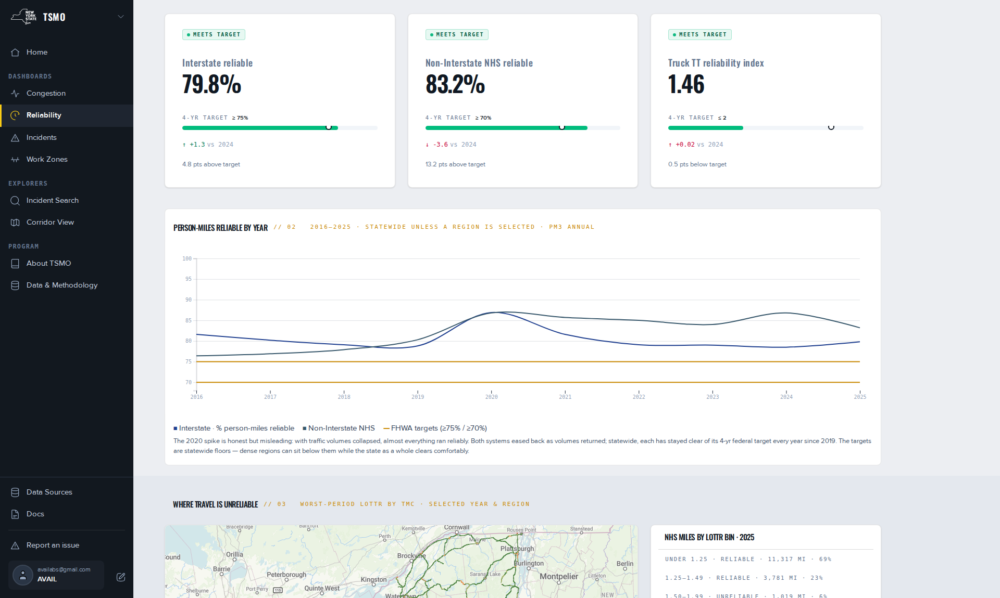 NEW
YORK
STATE
TSMO
Home
DASHBOARDS
Congestion
Reliability
Incidents
Work Zones
EXPLORERS
Incident Search
Corridor View
PROGRAM
About TSMO
Data & Methodology
Data Sources
Docs
Report an issue
availabs@gmail.com
AVAIL
MEETS TARGET
Interstate reliable
79.8%
4-YR TARGET ≥ 75%
↑ +1.3 vs 2024
4.8 pts above target
MEETS TARGET
Non-Interstate NHS reliable
83.2%
4-YR TARGET ≥ 70%
↓ -3.6 vs 2024
13.2 pts above target
MEETS TARGET
Truck TT reliability index
1.46
4-YR TARGET ≤ 2
↑ +0.02 vs 2024
0.5 pts below target
PERSON-MILES RELIABLE BY YEAR // 02 2016–2025 · STATEWIDE UNLESS A REGION IS SELECTED · PM3 ANNUAL
100
95
90
85
80
75
70
2016 2017 2018 2019 2020 2021 2022 2023 2024 2025
Interstate · % person-miles reliable Non-Interstate NHS FHWA targets (≥75% / ≥70%)
The 2020 spike is honest but misleading: with traffic volumes collapsed, almost everything ran reliably. Both systems eased back as volumes returned; statewide, each has stayed clear of its 4-yr federal target every year since 2019. The targets
are statewide floors — dense regions can sit below them while the state as a whole clears comfortably.
WHERE TRAVEL IS UNRELIABLE // 03 WORST-PERIOD LOTTR BY TMC · SELECTED YEAR & REGION
Bracebridge
Bancroft
Kemptville
Cornwall
Rouses Point
Stanstead
Perth
Malone
Plattsburgh
Orillia
Brockville
Burlington
Berlin
Barrie
Peterborough
Kingston
Saranac Lake
Montpelier
Littleton
Shelburne
Port Perry
115
Quinte West
Watertown
NEW
NHS MILES BY LOTTR BIN · 2025
UNDER 1.25 · RELIABLE · 11,317 MI · 69%
1.25–1.49 · RELIABLE · 3,781 MI · 23%
1.50–1.99 · UNRELIABLE · 1,019 MI · 6%